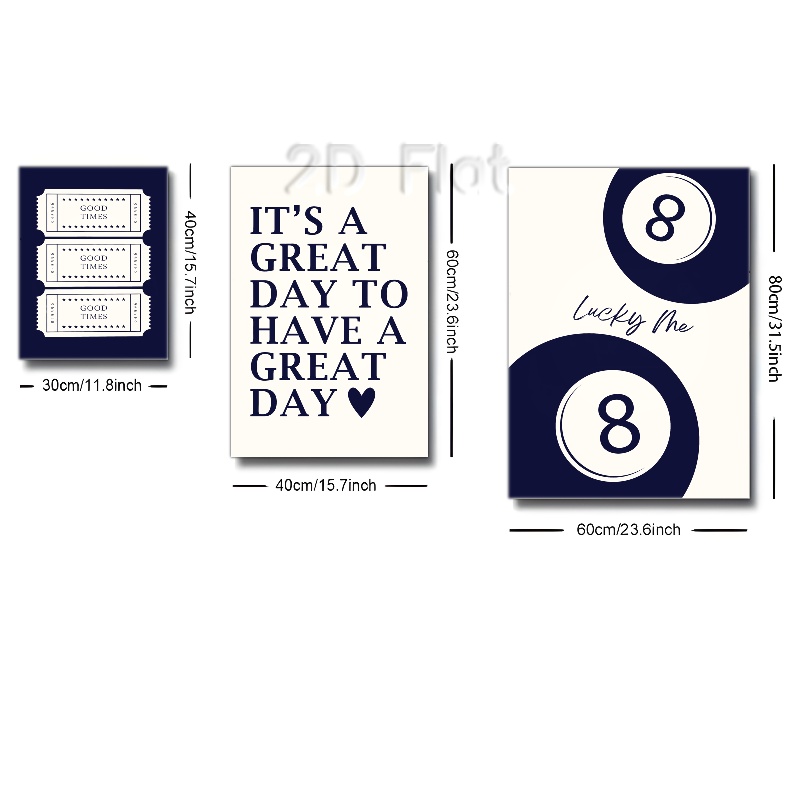 2D Flat
GOOD
TIMES
GOOD
TIMES
GOOD
TIMES
40cm/15.7inch
30cm/11.8inch
IT’S A
GREAT
DAY TO
HAVE A
GREAT
DAY
60cm/23.6inch
40cm/15.7inch
8
Lucky Me
8
80cm/31.5inch
60cm/23.6inch